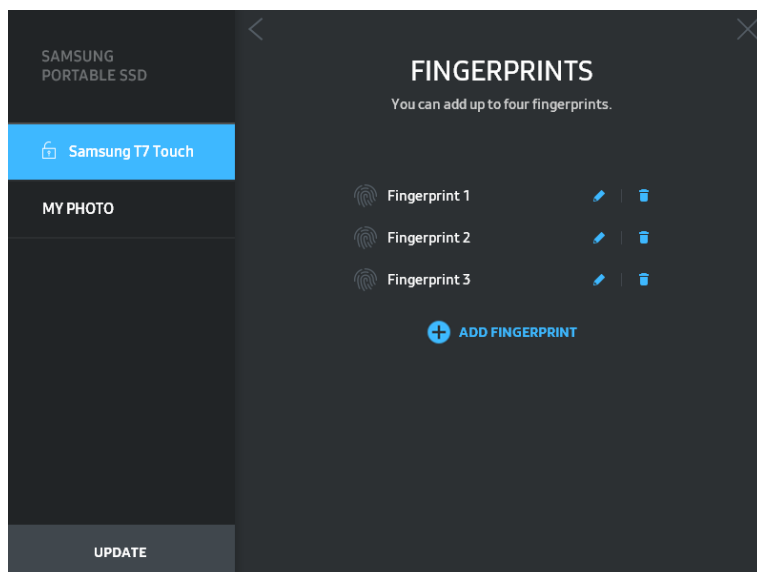 SAMSUNG
PORTABLE SSD
Samsung T7 Touch
MY PHOTO
UPDATE
FINGERPRINTS
You can add up to four fingerprints.
Fingerprint 1
Fingerprint 2
Fingerprint 3
ADD FINGERPRINT